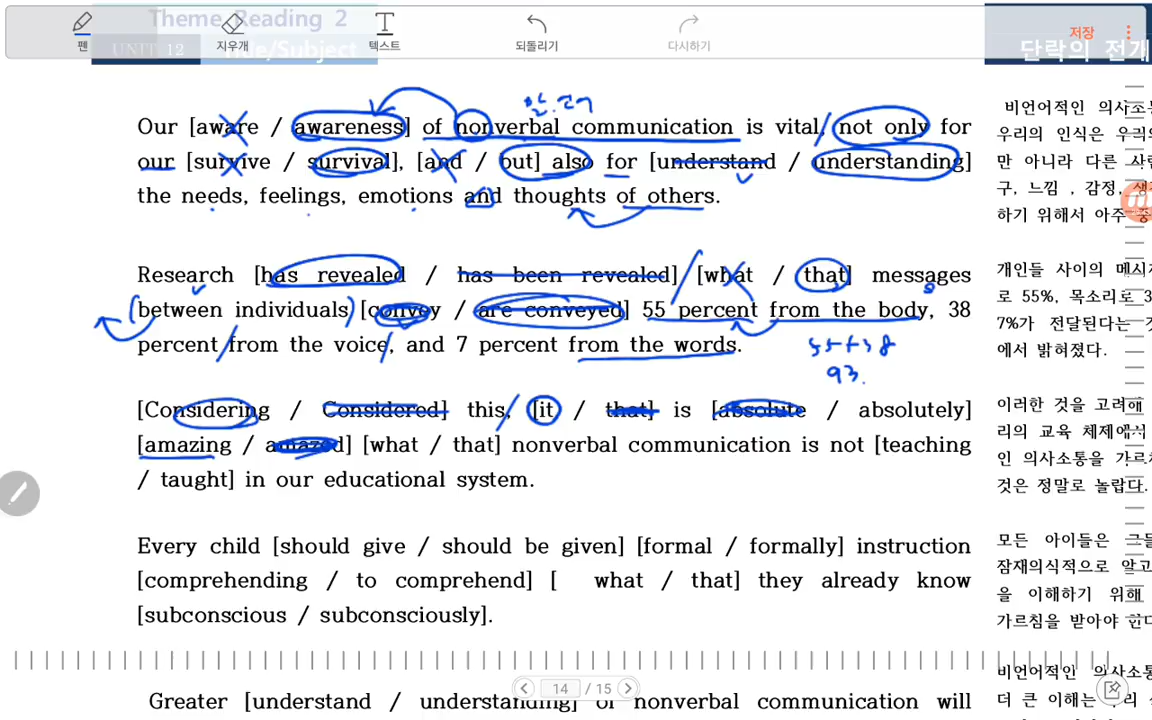 Theme Reading 2
펜
지우개
텍스트
되돌리기
다시하기
저장
UNIT 12
tle/Subject
단락의 전개
알.고여
Our [aware / awareness] of nonverbal communication is vital, not only for
our [survive / survival], [and / but] also for [understand / understanding]
the needs, feelings, emotions and thoughts of others.
Research [has revealed / has been revealed] [what / that] messages
between individuals [convey / are conveyed] 55 percent from the body, 38
percent from the voice, and 7 percent from the words.
55+38
93.
[Considering / Considered] this, [it / that] is [absolute / absolutely]
[amazing / amazed] [what / that] nonverbal communication is not [teaching
/ taught] in our educational system.
Every child [should give / should be given] [formal / formally] instruction
[comprehending / to comprehend] [ what / that] they already know
[subconscious / subconsciously].
Greater [understand / understanding] of nonverbal communication will
14 / 15
비언어적인 의사소
우리의 인식은 우리
만 아니라 다른 사람
구, 느낌 , 감정, 생
하기 위해서 아주 중
개인들 사이의 메시지
로 55%, 목소리로 3
7%가 전달된다는 것
에서 밝혀졌다.
이러한 것을 고려해
리의 교육 체제에서
인 의사소통을 가르치
것은 정말로 놀랍다.
모든 아이들은 그들
잠재의식적으로 알고
을 이해하기 위해
가르침을 받아야 한다
비언어적인 의사소
더 큰 이해는